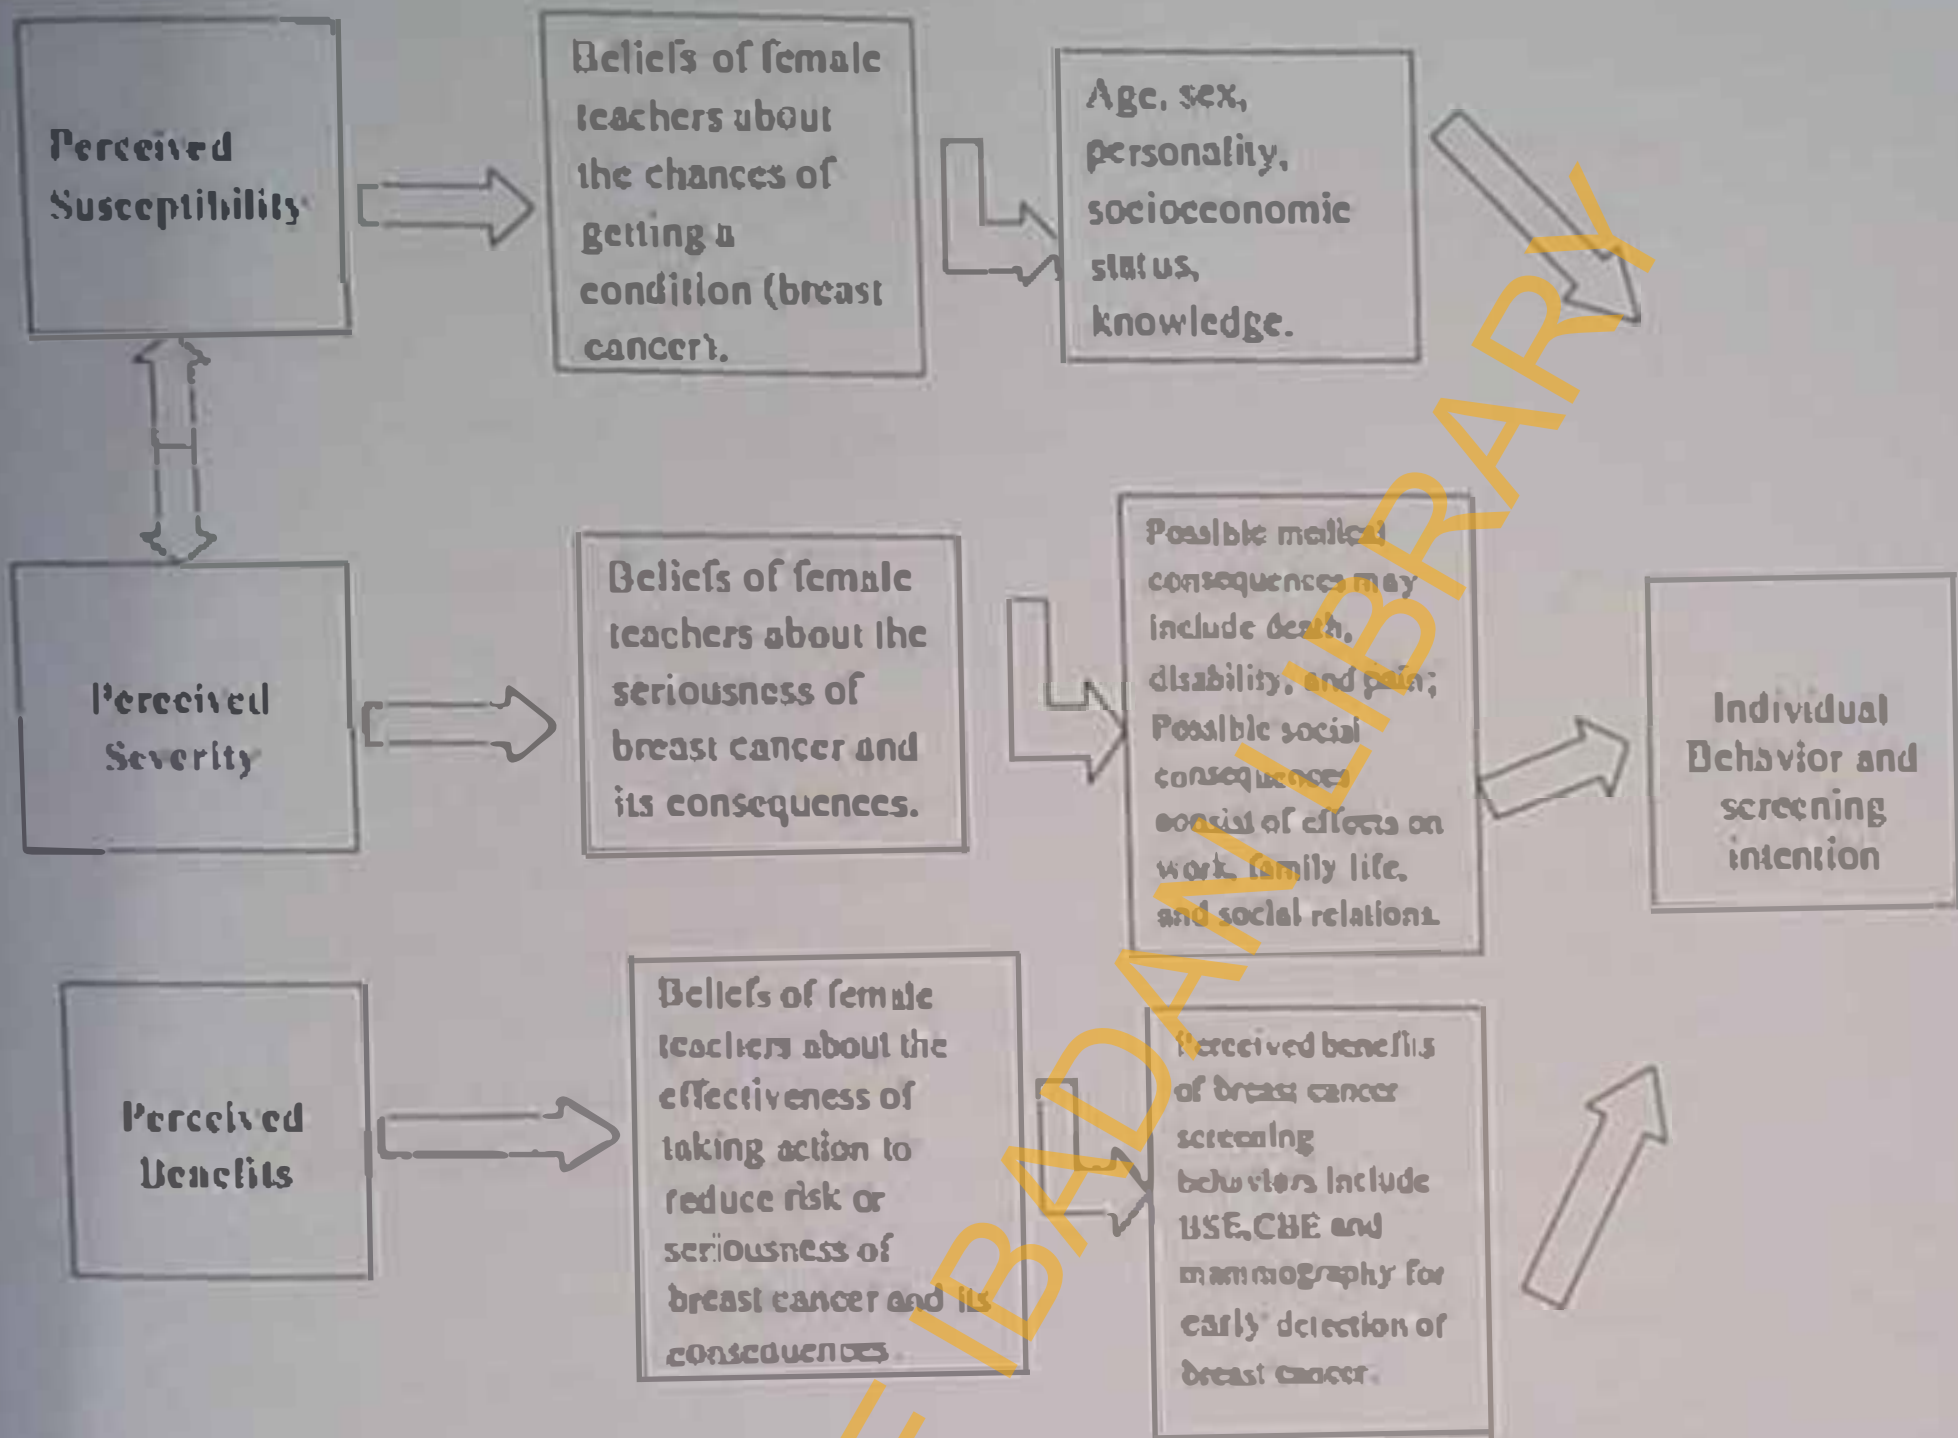 Perceived
Susceptibility
Beliefs of female
teachers about
the chances of
getting a
condition (breast
cancer).
Age, sex,
personality,
socioeconomic
status,
knowledge.
Perceived
Severity
Beliefs of female
teachers about the
seriousness of
breast cancer and
its consequences.
Possible medical
consequences may
include death,
disability, and pain;
Possible social
consequences
consist of effects on
work, family life,
and social relations.
Individual
Behavior and
screening
intention
Perceived
Benefits
Beliefs of female
teachers about the
effectiveness of
taking action to
reduce risk or
seriousness of
breast cancer and its
consequences.
Perceived benefits
of breast cancer
screening
behaviors include
BSE,CBE and
mammography for
early detection of
breast cancer.
IBADAN LIBRARY